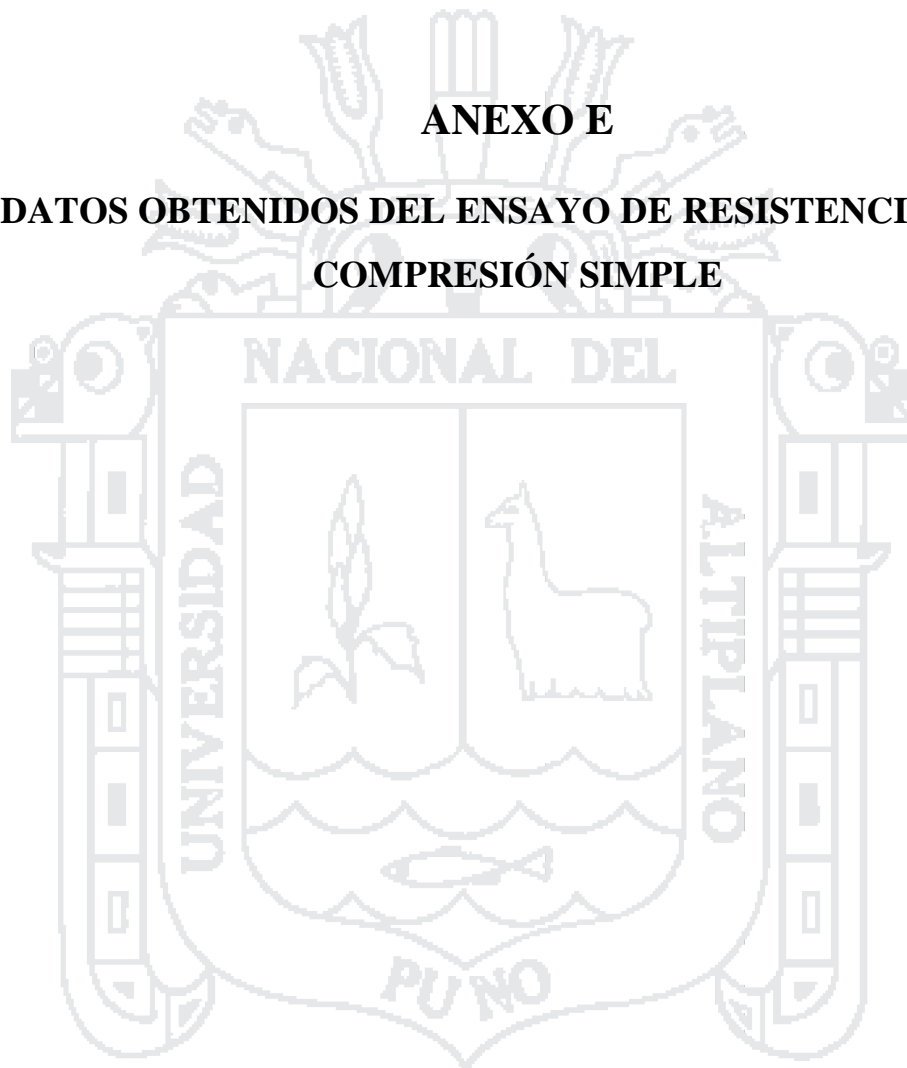 ANEXO E
DATOS OBTENIDOS DEL ENSAYO DE RESISTENCI
COMPRESIÓN SIMPLE
NACIONAL DEL
UNIVERSIDAD
ALTIPLANO
PUNO